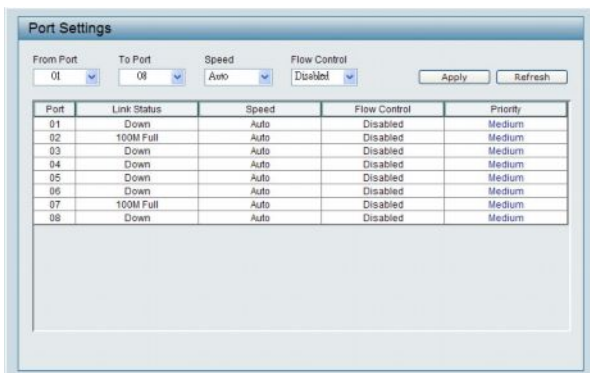 Port Settings
From Port To Port Speed Flow Control
01 08 Auto Disabled Apply Refresh
Port Link Status Speed Flow Control Priority
01 Down Auto Disabled Medium
02 100M Full Auto Disabled Medium
03 Down Auto Disabled Medium
04 Down Auto Disabled Medium
05 Down Auto Disabled Medium
06 Down Auto Disabled Medium
07 100M Full Auto Disabled Medium
08 Down Auto Disabled Medium